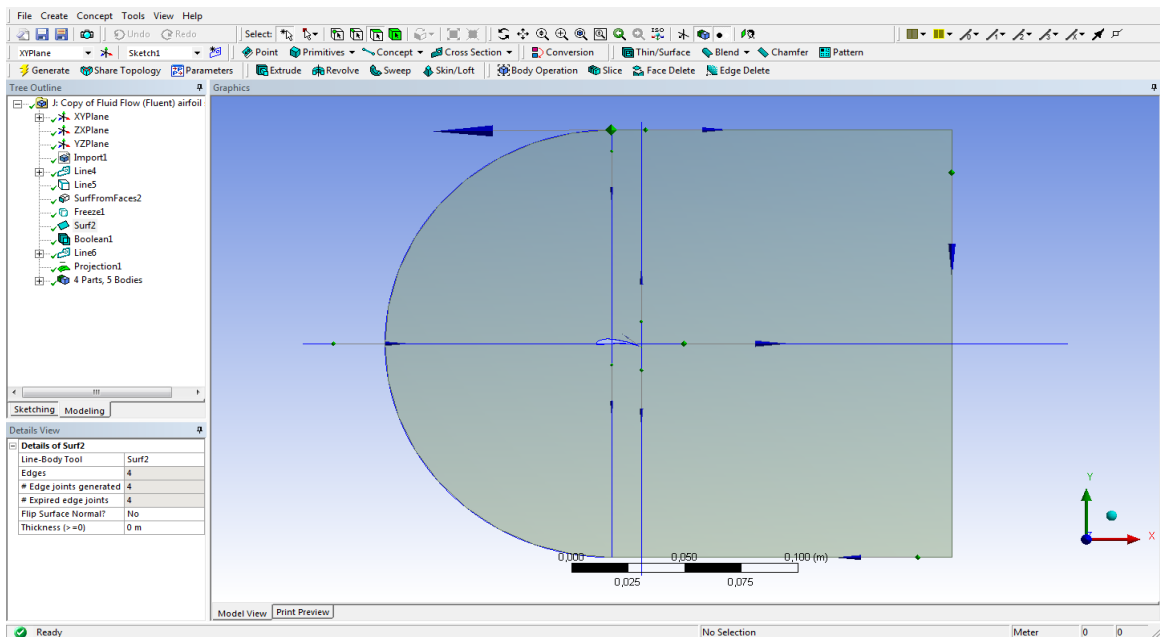 File Create Concept Tools View Help
Undo Redo Select:
XYPlane Sketch1 Point Primitives Concept Cross Section Conversion Thin/Surface Blend Chamfer Pattern
Generate Share Topology Parameters Extrude Revolve Sweep Skin/Loft Body Operation Slice Face Delete Edge Delete
Tree Outline
J: Copy of Fluid Flow (Fluent) airfoil
XYPlane
ZXPlane
YZPlane
Import1
Line4
Line5
SurfFromFaces2
Freeze1
Surf2
Boolean1
Line6
Projection1
4 Parts, 5 Bodies
Sketching Modeling
Details View
Details of Surf2
Line-Body Tool Surf2
Edges 4
# Edge joints generated 4
# Expired edge joints 4
Flip Surface Normal? No
Thickness (>=0) 0 m
Graphics
Y
X
0,000 0,050 0,100 (m)
0,025 0,075
Model View Print Preview
Ready No Selection Meter 0 0